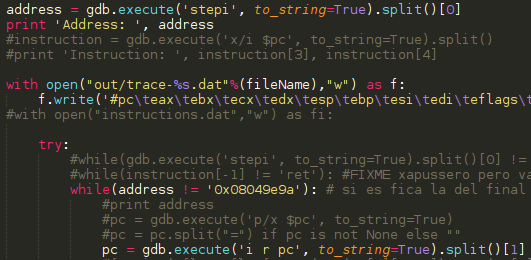 address = gdb.execute('stepi', to_string=True).split()[0]
print 'Address: ', address
#instruction = gdb.execute('x/i $pc', to_string=True).split()
#print 'Instruction: ', instruction[3], instruction[4]
with open("out/trace-%s.dat"%(fileName),"w") as f:
f.write('#pc\teax\tebx\tecx\tedx\tesp\tebp\tesi\tedi\teflags\
#with open("instructions.dat","w") as fi:
try:
#while(gdb.execute('stepi', to_string=True).split()[0] !=
#while(instruction[-1] != 'ret'): #FIXME xapussero pero va
while(address != '0x08049e9a'): # si es fica la del final
#print address
#pc = gdb.execute('p/x $pc', to_string=True)
#pc = pc.split("=") if pc is not None else ""
pc = gdb.execute('i r pc', to_string=True).split()[1]